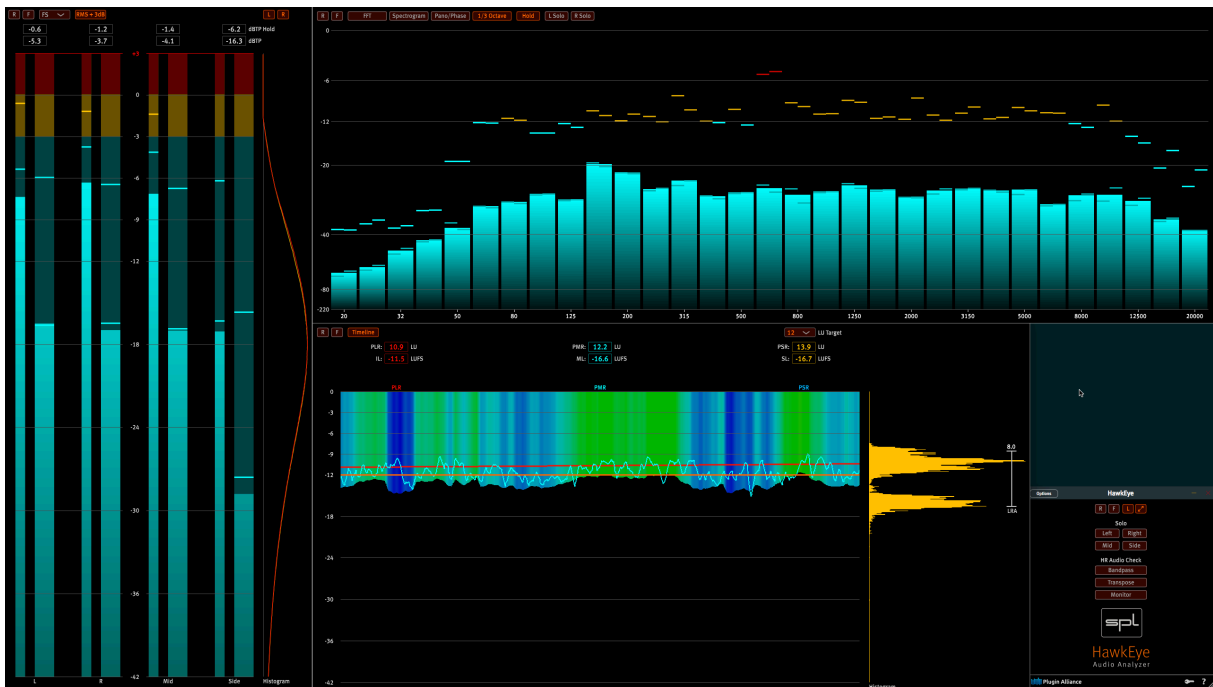 R F FS RMS + 3dB L R
-0.6 -1.2 -1.4 -6.2 dBTP Hold
-5.3 -3.7 -4.1 -16.3 dBTP
+3
0
-3
-6
-9
-12
-18
-24
-30
-36
-42
L R Mid Side Histogram
R F FFT Spectrogram Pano/Phase 1/3 Octave Hold L Solo R Solo
0
-6
-12
-20
-40
-80
-220
20 32 50 80 125 200 315 500 800 1250 2000 3150 5000 8000 12500 20000
R F Timeline 12 LU Target
PLR: 10.9 LU PMR: 12.2 LU PSR: 13.9 LU
IL: -11.5 LUFS ML: -16.6 LUFS SL: -16.7 LUFS
PLR PMR PSR
0
-3
-6
-9
-12
-18
-24
-30
-36
-42
8.0
LRA
Histogram
Options HawkEye
R F L
Solo
Left Right
Mid Side
HR Audio Check
Bandpass
Transpose
Monitor
spl
HawkEye
Audio Analyzer
Plugin Alliance ?